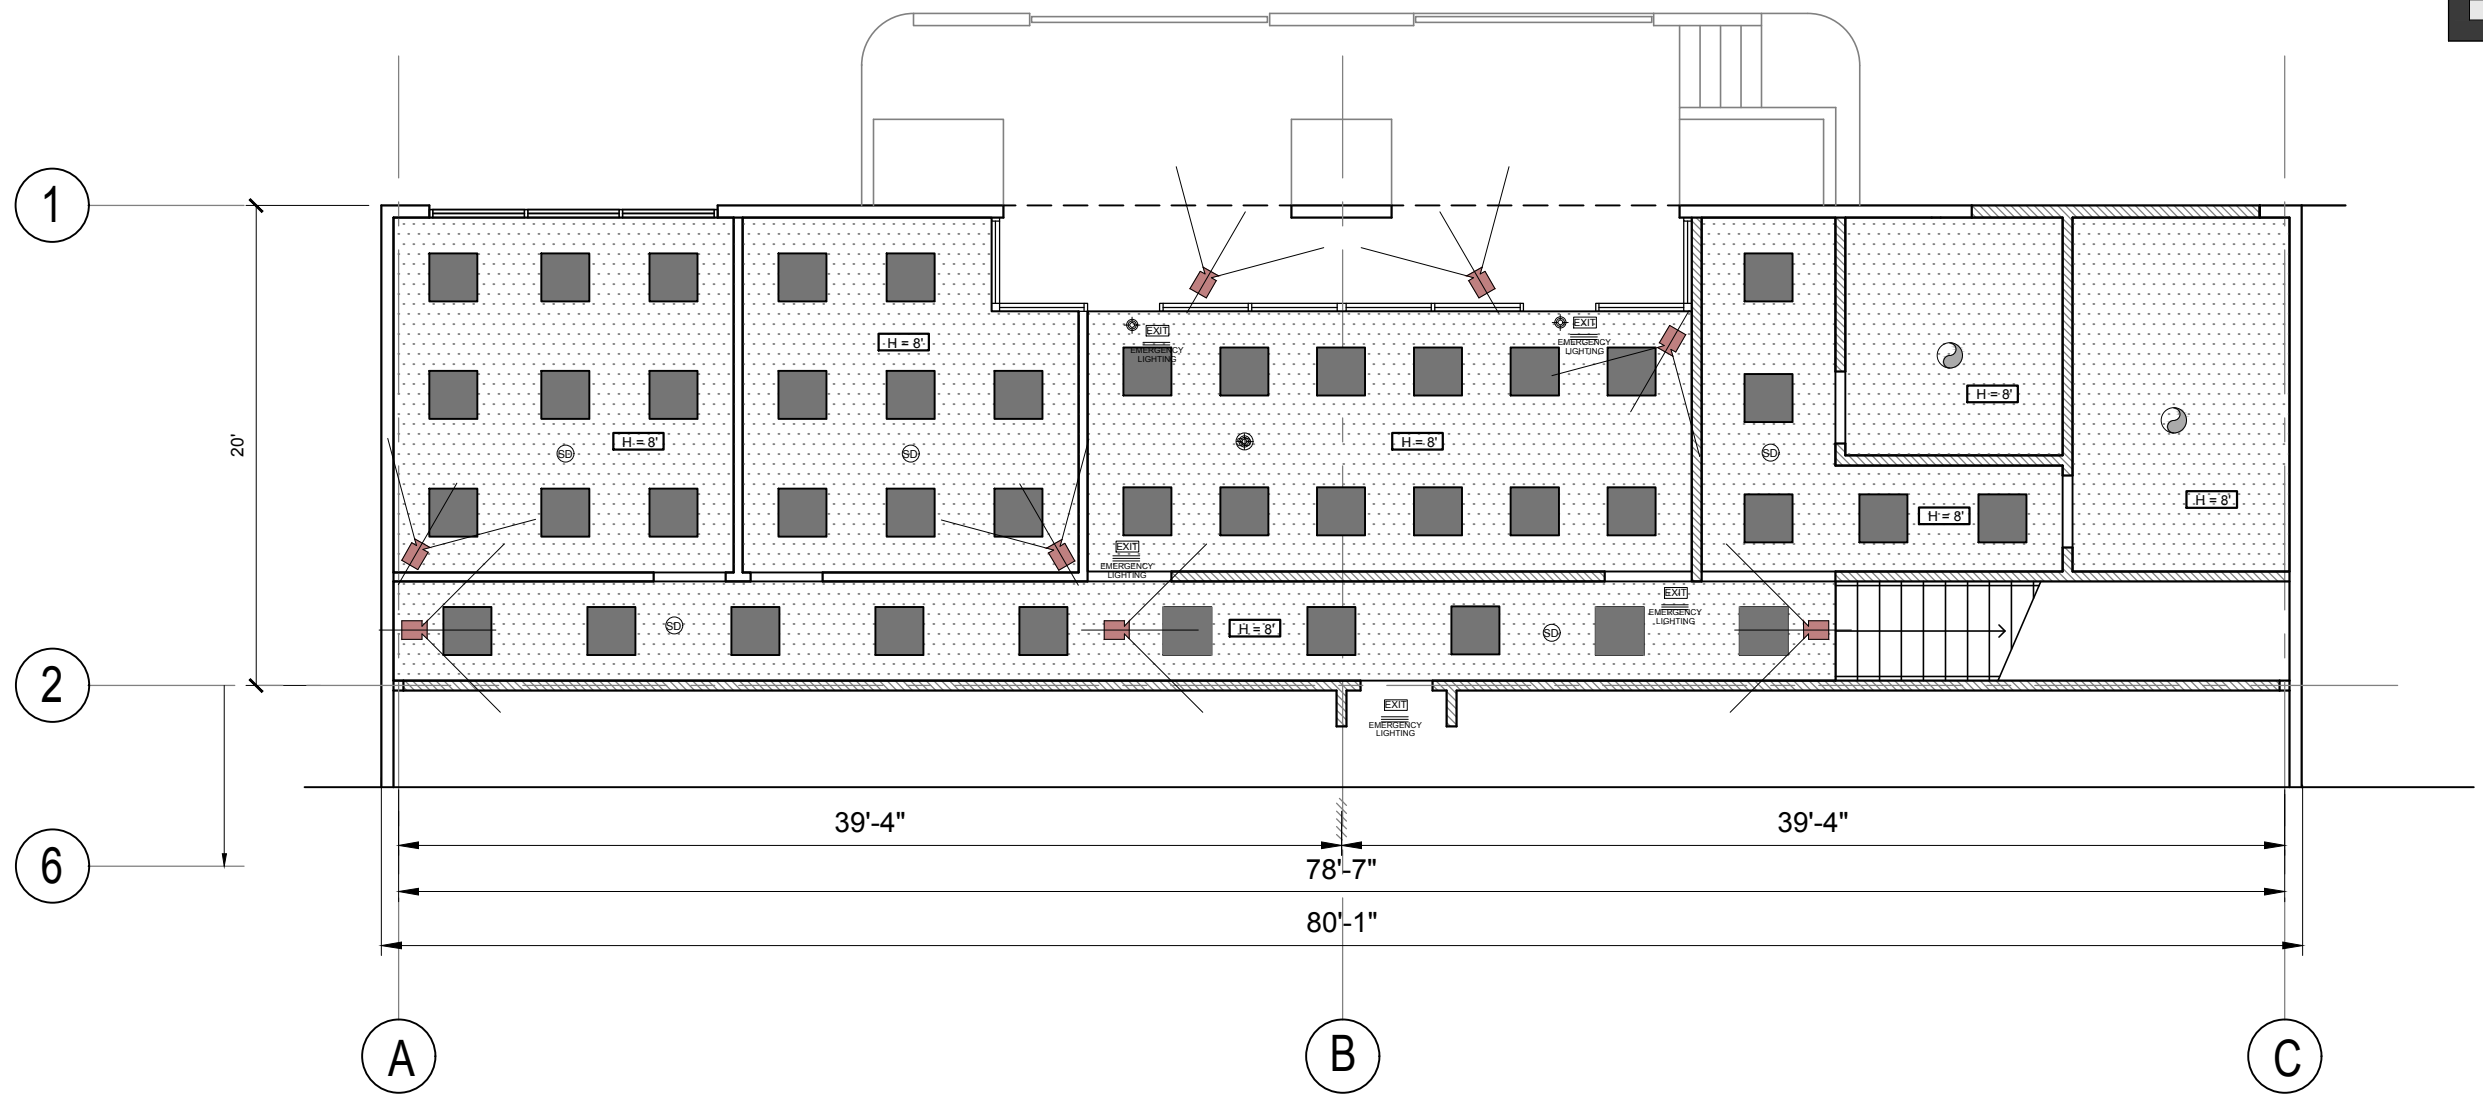 1
EXIT
EMERGENCY
LIGHTING
EXIT
EMERGENCY
LIGHTING
H = 8'
H = 8'
20'
SD
H = 8'
SD
H = 8'
SD
H = 8'
H = 8'
EXIT
EMERGENCY
LIGHTING
EXIT
EMERGENCY
LIGHTING
SD
H = 8'
SD
2
EXIT
EMERGENCY
LIGHTING
39'-4"
39'-4"
6
78'-7"
80'-1"
A
B
C